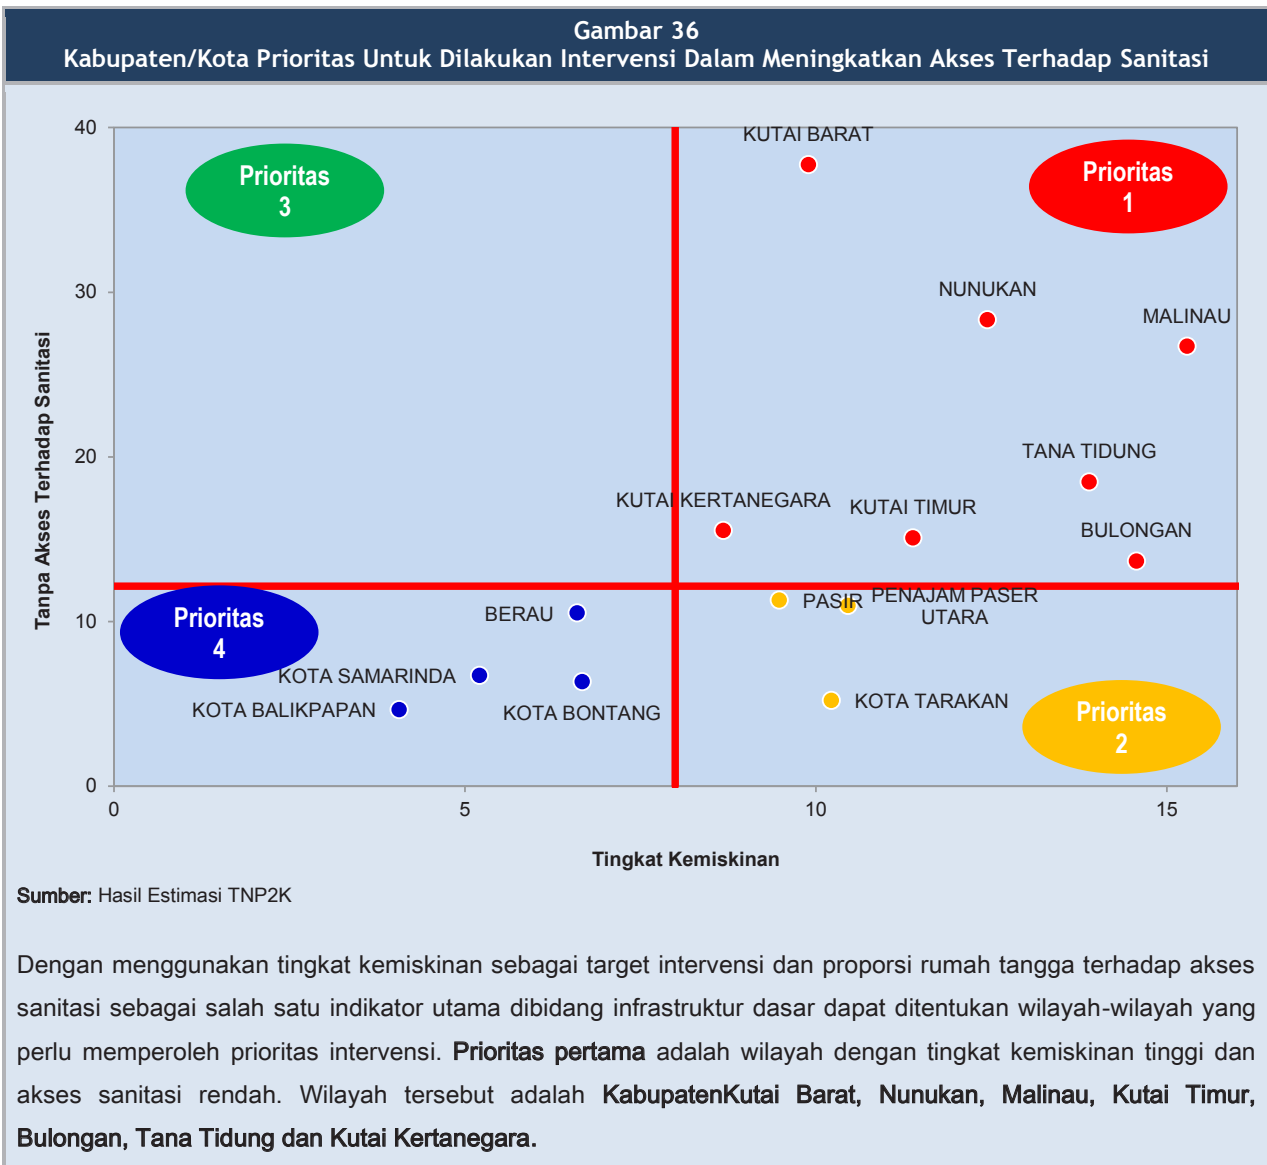 Gambar 36
Kabupaten/Kota Prioritas Untuk Dilakukan Intervensi Dalam Meningkatkan Akses Terhadap Sanitasi
40
KUTAI BARAT
Prioritas
3
Prioritas
1
30
NUNUKAN
MALINAU
Tanpa Akses Terhadap Sanitasi
20
TANA TIDUNG
KUTAI KERTANEGARA
KUTAI TIMUR
BULONGAN
10
Prioritas
4
BERAU
PASIR
PENAJAM PASER
UTARA
KOTA SAMARINDA
KOTA BALIKPAPAN
KOTA BONTANG
KOTA TARAKAN
Prioritas
2
0
0
5
10
15
Tingkat Kemiskinan
Sumber: Hasil Estimasi TNP2K
Dengan menggunakan tingkat kemiskinan sebagai target intervensi dan proporsi rumah tangga terhadap akses
sanitasi sebagai salah satu indikator utama dibidang infrastruktur dasar dapat ditentukan wilayah-wilayah yang
perlu memperoleh prioritas intervensi. Prioritas pertama adalah wilayah dengan tingkat kemiskinan tinggi dan
akses sanitasi rendah. Wilayah tersebut adalah KabupatenKutai Barat, Nunukan, Malinau, Kutai Timur,
Bulongan, Tana Tidung dan Kutai Kertanegara.